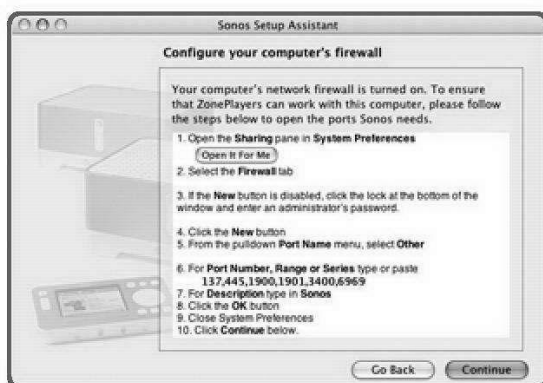 Sonos Setup Assistant
Configure your computer's firewall
Your computer's network firewall is turned on. To ensure
that ZonePlayers can work with this computer, please follow
the steps below to open the ports Sonos needs.
1. Open the Sharing pane in System Preferences
Open It For Me
2. Select the Firewall tab
3. If the New button is disabled, click the lock at the bottom of the
window and enter an administrator's password.
4. Click the New button
5. From the pulldown Port Name menu, select Other
6. For Port Number, Range or Series type or paste
137,445,1900,1901,3400,6969
7. For Description type in Sonos
8. Click the OK button
9. Close System Preferences
10. Click Continue below.
Go Back
Continue